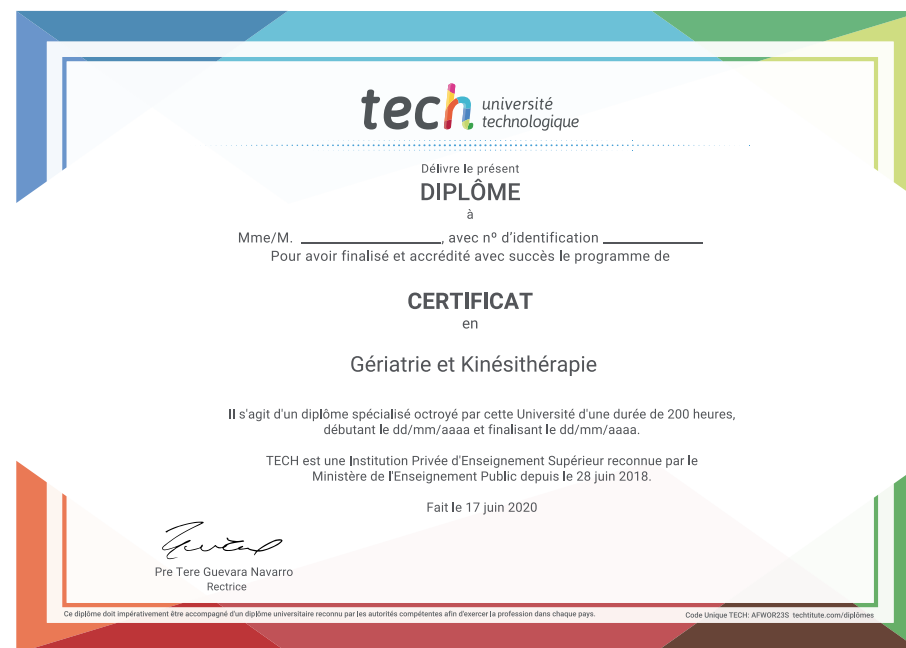 tech université
technologique
Délivre le présent
DIPLÔME
à
Mme/M. ____________________, avec nº d'identification ______________
Pour avoir finalisé et accrédité avec succès le programme de
CERTIFICAT
en
Gériatrie et Kinésithérapie
Il s'agit d'un diplôme spécialisé octroyé par cette Université d'une durée de 200 heures,
débutant le dd/mm/aaaa et finalisant le dd/mm/aaaa.
TECH est une Institution Privée d'Enseignement Supérieur reconnue par le
Ministère de l'Enseignement Public depuis le 28 juin 2018.
Fait le 17 juin 2020
Pre Tere Guevara Navarro
Rectrice
Ce diplôme doit impérativement être accompagné d'un diplôme universitaire reconnu par les autorités compétentes afin d'exercer la profession dans chaque pays.
Code Unique TECH: AFWOR23S techtitute.com/diplômes